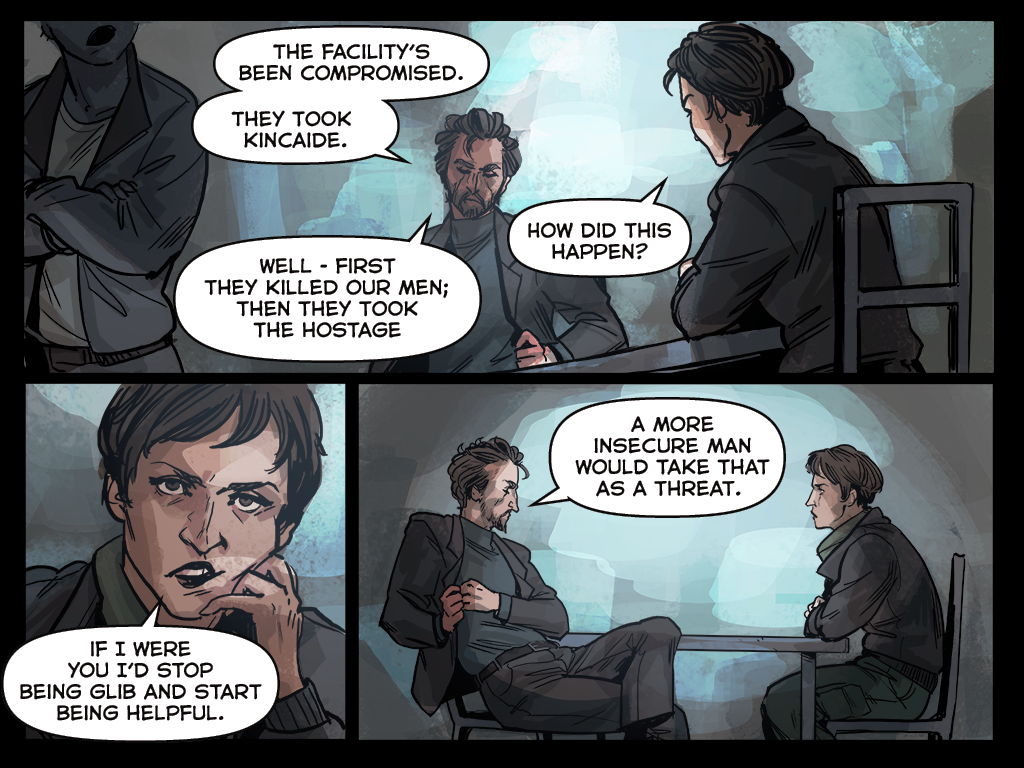 THE FACILITY'S
BEEN COMPROMISED.
THEY TOOK
KINCAIDE.
HOW DID THIS
HAPPEN?
WELL - FIRST
THEY KILLED OUR MEN;
THEN THEY TOOK
THE HOSTAGE
IF I WERE
YOU I'D STOP
BEING GLIB AND START
BEING HELPFUL.
A MORE
INSECURE MAN
WOULD TAKE THAT
AS A THREAT.